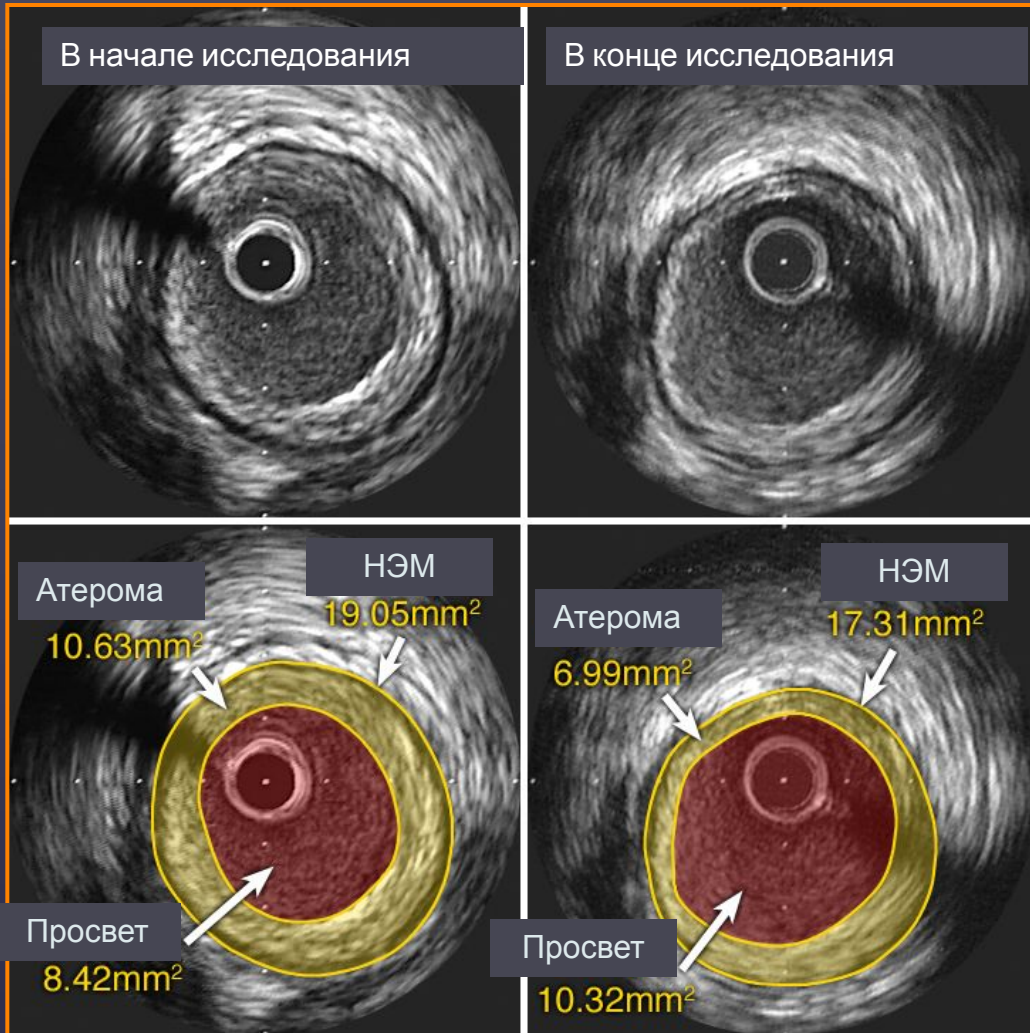 В начале исследования
В конце исследования
Атерома
10.63mm²
НЭМ
19.05mm²
Просвет
8.42mm²
Атерома
6.99mm²
НЭМ
17.31mm²
Просвет
10.32mm²